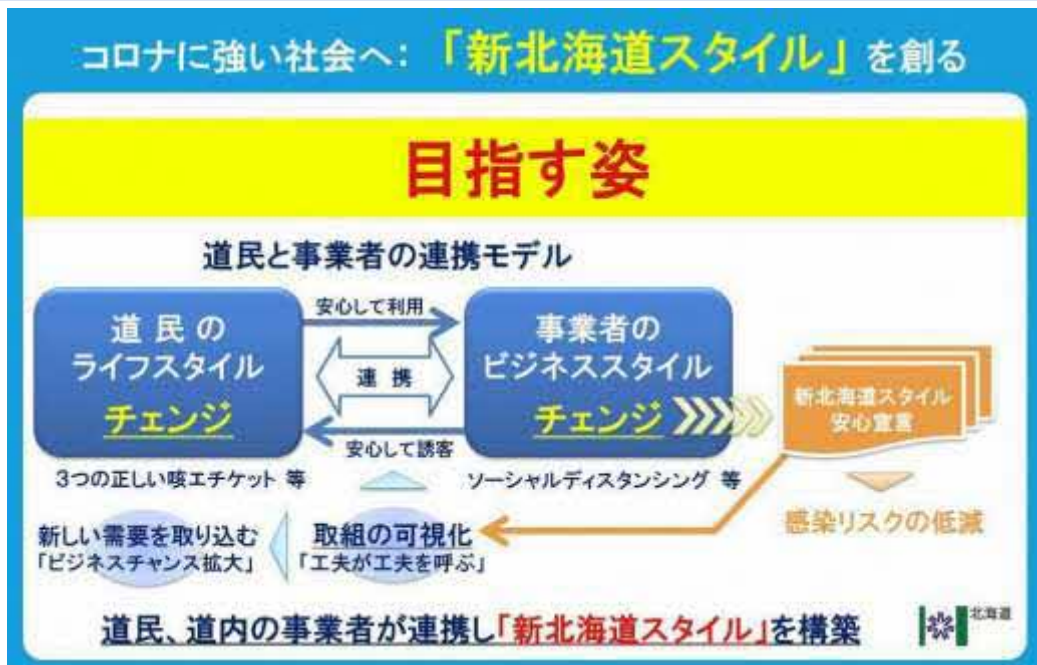 コロナに強い社会へ：「新北海道スタイル」を創る
目指す姿
道民と事業者の連携モデル
道民の
ライフスタイル
チェンジ
安心して利用
連携
安心して誘客
事業者の
ビジネススタイル
チェンジ
新北海道スタイル
安心宣言
3つの正しい咳エチケット 等
ソーシャルディスタンシング 等
感染リスクの低減
新しい需要を取り込む
「ビジネスチャンス拡大」
取組の可視化
「工夫が工夫を呼ぶ」
道民、道内の事業者が連携し「新北海道スタイル」を構築
北海道